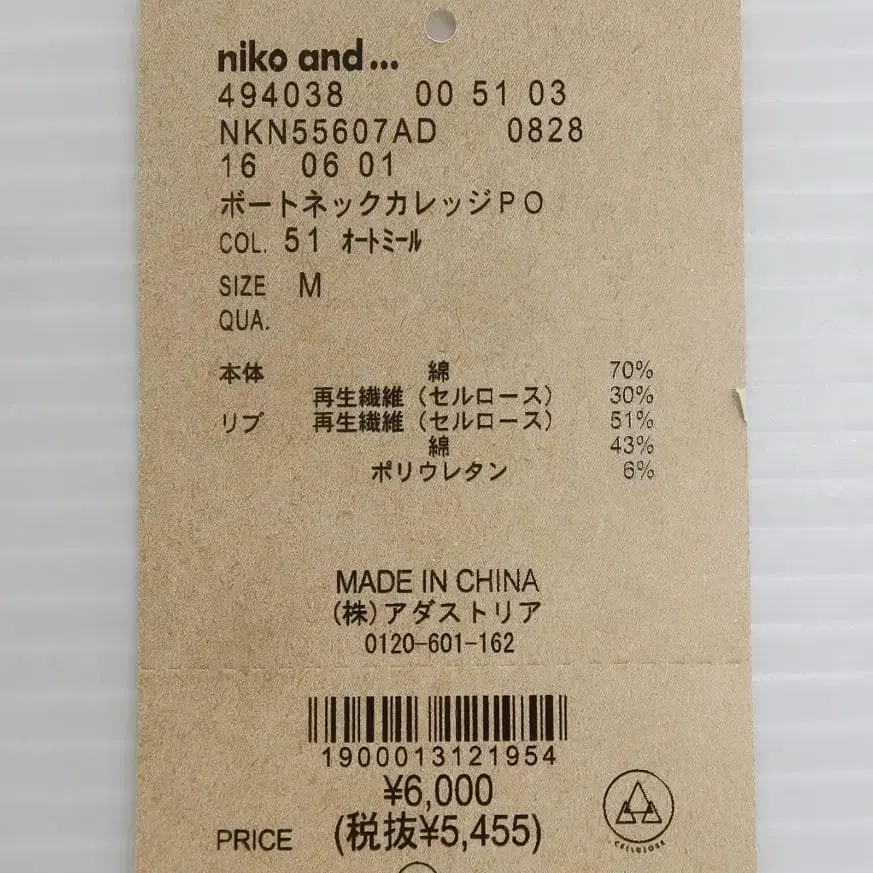 niko and...
494038 00 51 03
NKN55607AD 0828
16 06 01
ボートネックカレッジPO
COL. 51 ｵｰﾄﾐｰﾙ
SIZE M
QUA.
本体 綿 70%
再生繊維（セルロース） 30%
リブ 再生繊維（セルロース） 51%
綿 43%
ポリウレタン 6%
MADE IN CHINA
(株)アダストリア
0120-601-162
1900013121954
¥6,000
PRICE (税抜¥5,455)
CELLULOSE